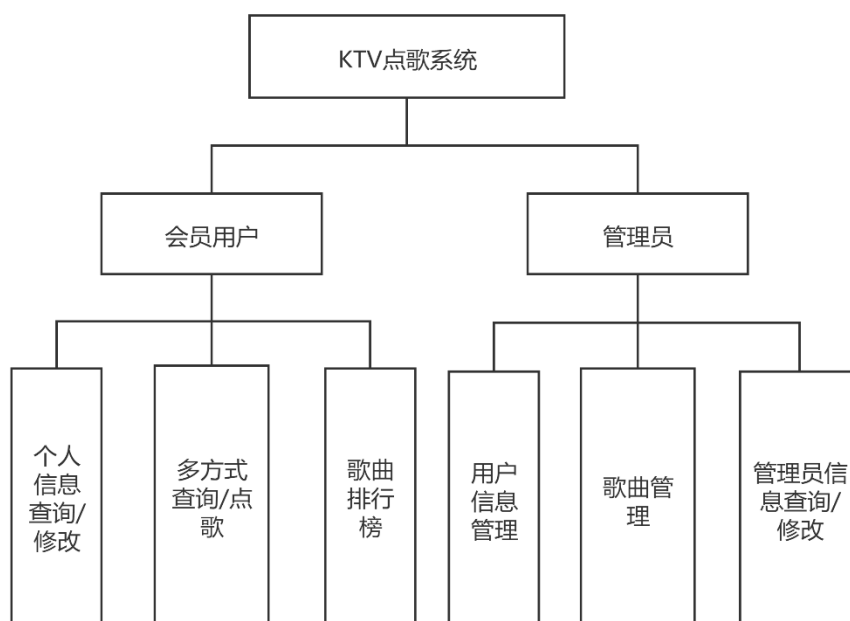 KTV点歌系统
会员用户
管理员
个人
信息
查询/
修改
多方式
查询/点
歌
歌曲
排行
榜
用户
信息
管理
歌曲管
理
管理员信
息查询/
修改